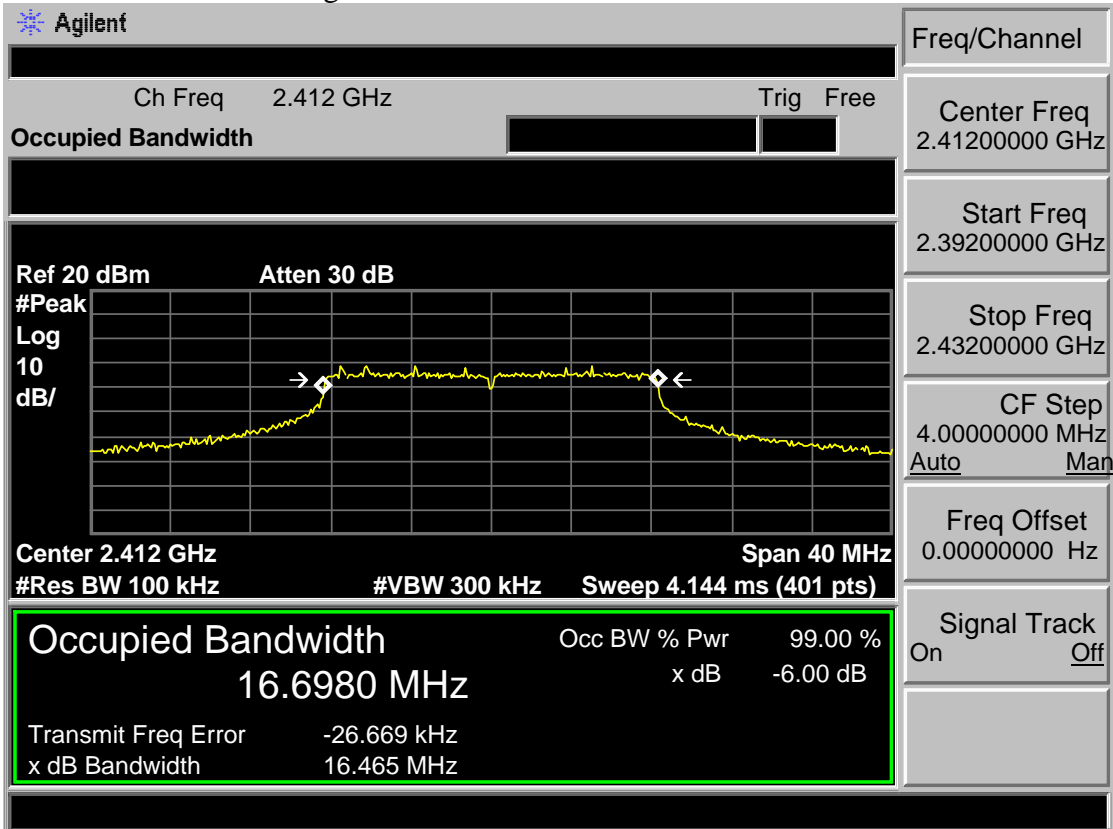 Agilent
Freq/Channel
Ch Freq 2.412 GHz Trig Free
Occupied Bandwidth
Center Freq
2.41200000 GHz
Start Freq
2.39200000 GHz
Stop Freq
2.43200000 GHz
CF Step
4.00000000 MHz
Auto Man
Freq Offset
0.00000000 Hz
Signal Track
On Off
Ref 20 dBm Atten 30 dB
#Peak
Log
10
dB/
Center 2.412 GHz Span 40 MHz
#Res BW 100 kHz #VBW 300 kHz Sweep 4.144 ms (401 pts)
Occupied Bandwidth
16.6980 MHz
Occ BW % Pwr 99.00 %
x dB -6.00 dB
Transmit Freq Error -26.669 kHz
x dB Bandwidth 16.465 MHz